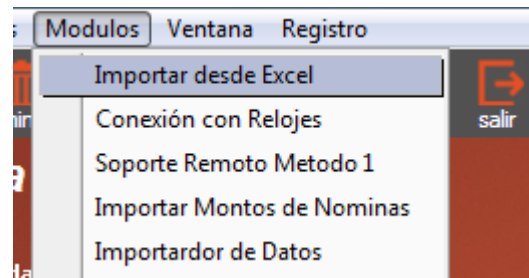 Modulos Ventana Registro
Importar desde Excel
salir
Conexión con Relojes
Soporte Remoto Metodo 1
Importar Montos de Nominas
Importardor de Datos